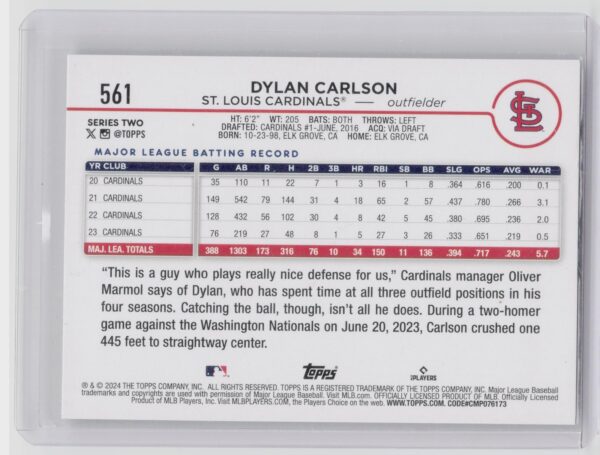 561
DYLAN CARLSON
ST. LOUIS CARDINALS® — outfielder
SERIES TWO
@TOPPS
HT: 6'2" WT: 205 BATS: BOTH THROWS: LEFT
DRAFTED: CARDINALS #1-JUNE, 2016 ACQ: VIA DRAFT
BORN: 10-23-98, ELK GROVE, CA HOME: ELK GROVE, CA
MAJOR LEAGUE BATTING RECORD
YR CLUB G AB R H 2B 3B HR RBI SB BB SLG OPS AVG WAR
20 CARDINALS 35 110 11 22 7 1 3 16 1 8 .364 .616 .200 0.1
21 CARDINALS 149 542 79 144 31 4 18 65 2 57 .437 .780 .266 3.1
22 CARDINALS 128 432 56 102 30 4 8 42 5 45 .380 .695 .236 2.0
23 CARDINALS 76 219 27 48 8 1 5 27 3 26 .333 .651 .219 0.5
MAJ. LEA. TOTALS 388 1303 173 316 76 10 34 150 11 136 .394 .717 .243 5.7
“This is a guy who plays really nice defense for us,” Cardinals manager Oliver
Marmol says of Dylan, who has spent time at all three outfield positions in his
four seasons. Catching the ball, though, isn’t all he does. During a two-homer
game against the Washington Nationals on June 20, 2023, Carlson crushed one
445 feet to straightway center.
Topps
PLAYERS
® & © 2024 THE TOPPS COMPANY, INC. ALL RIGHTS RESERVED. TOPPS IS A REGISTERED TRADEMARK OF THE TOPPS COMPANY, INC. Major League Baseball
trademarks and copyrights are used with permission of Major League Baseball. Visit MLB.com. OFFICIALLY LICENSED PRODUCT OF MLB. Officially Licensed
Product of MLB Players, Inc. Visit MLBPLAYERS.COM, the Players Choice on the web. WWW.TOPPS.COM. CODE#CMP076173